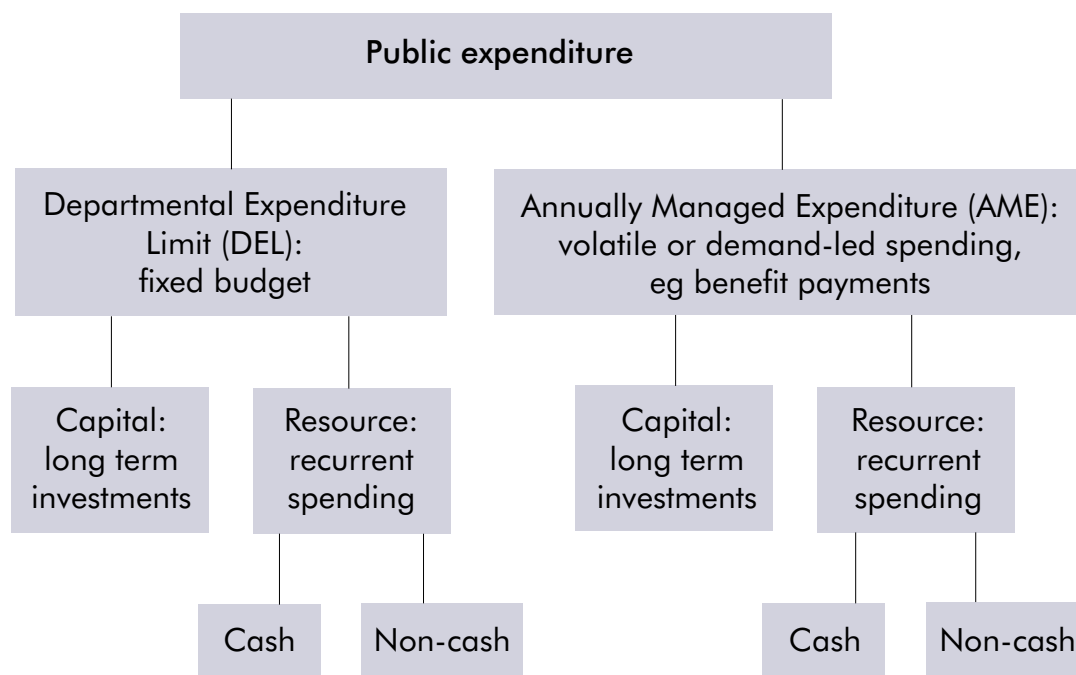 Public expenditure
Departmental Expenditure
Limit (DEL):
fixed budget
Annually Managed Expenditure (AME):
volatile or demand-led spending,
eg benefit payments
Capital:
long term
investments
Resource:
recurrent
spending
Capital:
long term
investments
Resource:
recurrent
spending
Cash
Non-cash
Cash
Non-cash